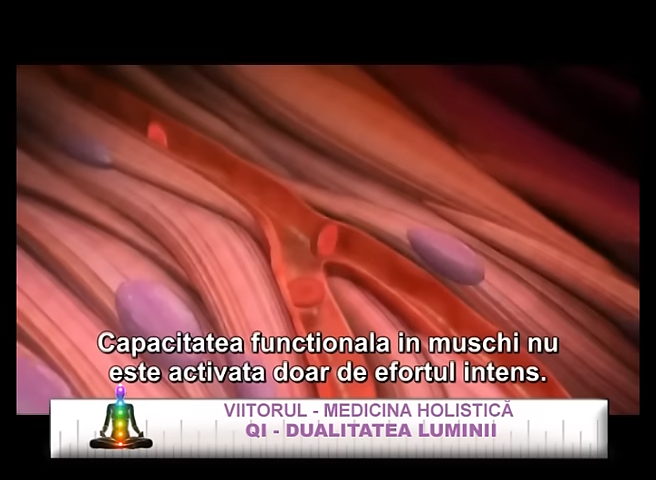 Capacitatea functionala in muschi nu
este activata doar de efortul intens.
VIITORUL - MEDICINA HOLISTICĂ
QI - DUALITATEA LUMINII